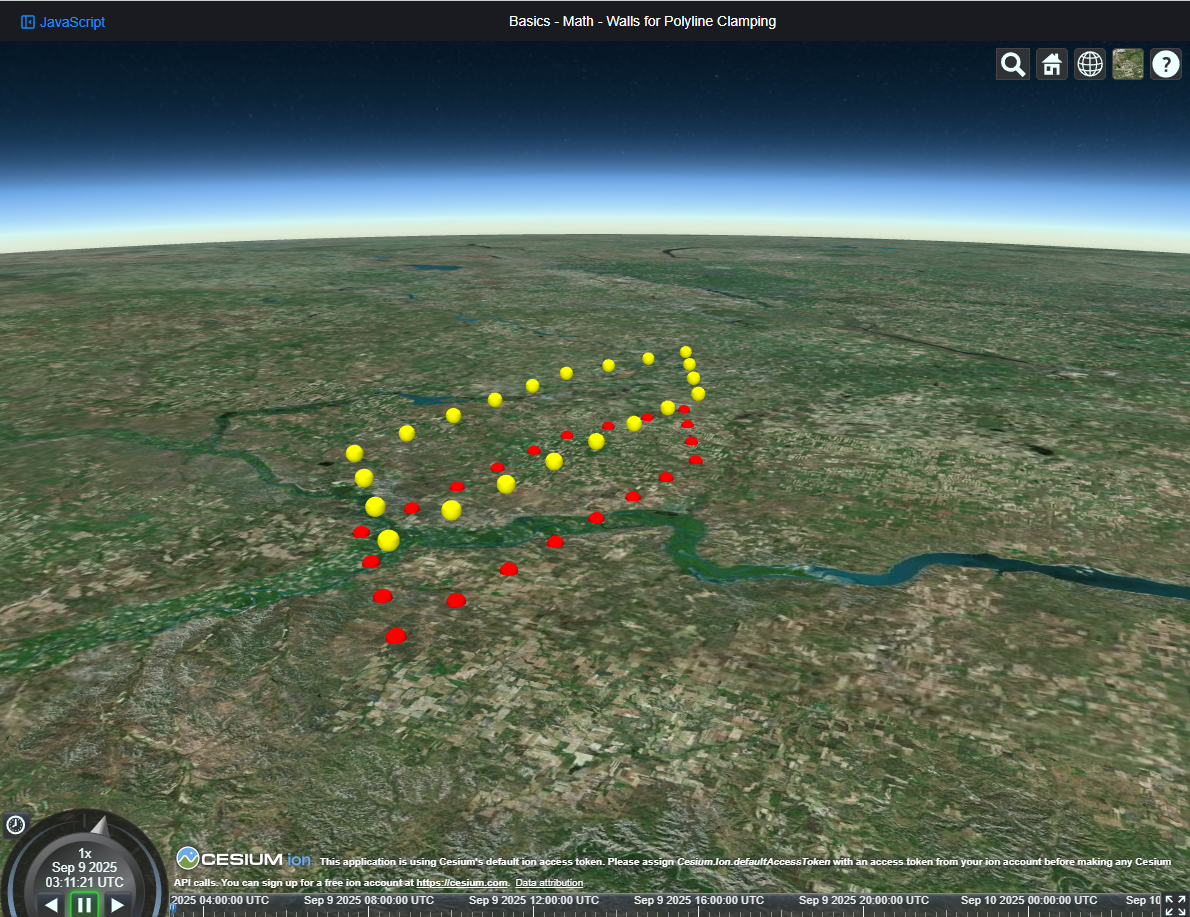 JavaScript
Basics - Math - Walls for Polyline Clamping
?
1x
Sep 9 2025
03:11:21 UTC
CESIUM ion This application is using Cesium's default ion access token. Please assign Cesium.Ion.defaultAccessToken with an access token from your ion account before making any Cesium
API calls. You can sign up for a free ion account at https://cesium.com. Data attribution
2025 04:00:00 UTC Sep 9 2025 08:00:00 UTC Sep 9 2025 12:00:00 UTC Sep 9 2025 16:00:00 UTC Sep 9 2025 20:00:00 UTC Sep 10 2025 00:00:00 UTC Sep 10